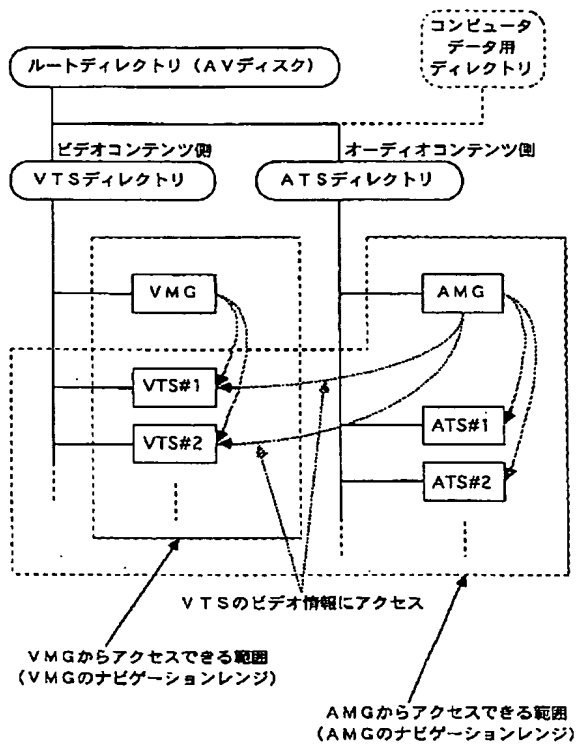 コンピュータ
データ用
ディレクトリ
ルートディレクトリ（AVディスク）
ビデオコンテンツ側
オーディオコンテンツ側
VTSディレクトリ
ATSディレクトリ
VMG
AMG
VTS#1
VTS#2
ATS#1
ATS#2
VTSのビデオ情報にアクセス
VMGからアクセスできる範囲
（VMGのナビゲーションレンジ）
AMGからアクセスできる範囲
（AMGのナビゲーションレンジ）